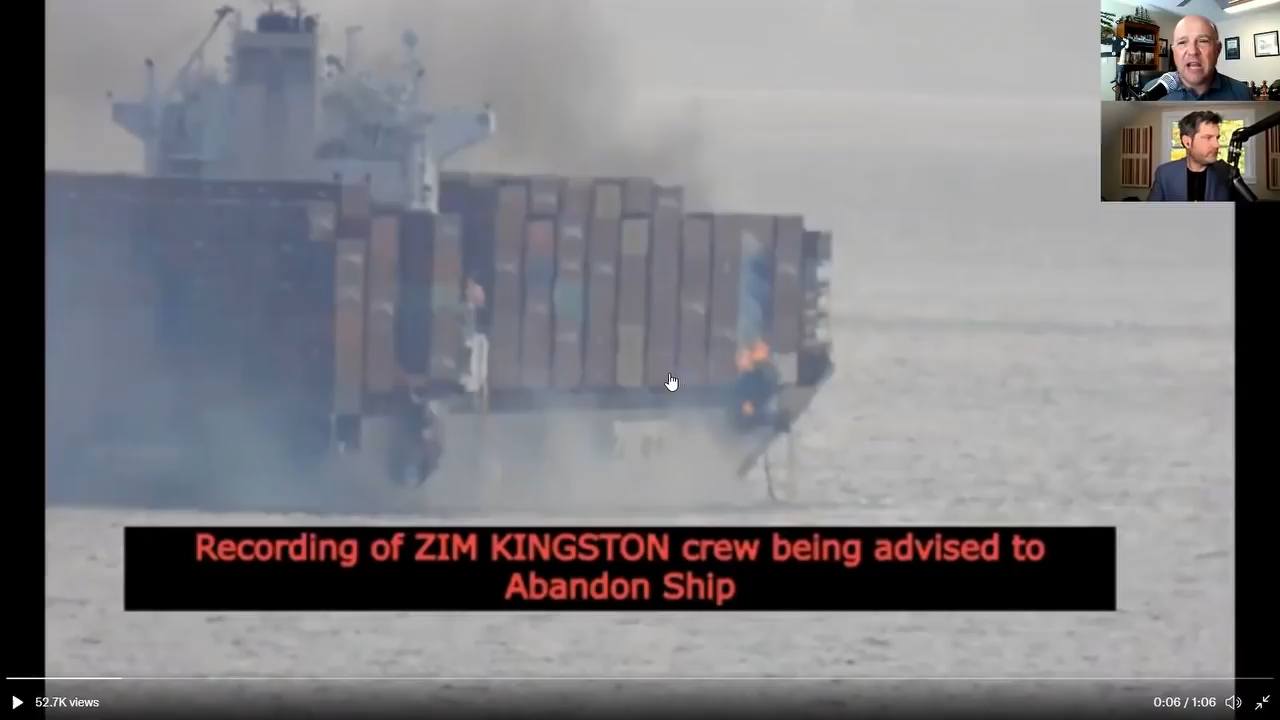 Recording of ZIM KINGSTON crew being advised to
Abandon Ship
52.7K views
0:06 / 1:06